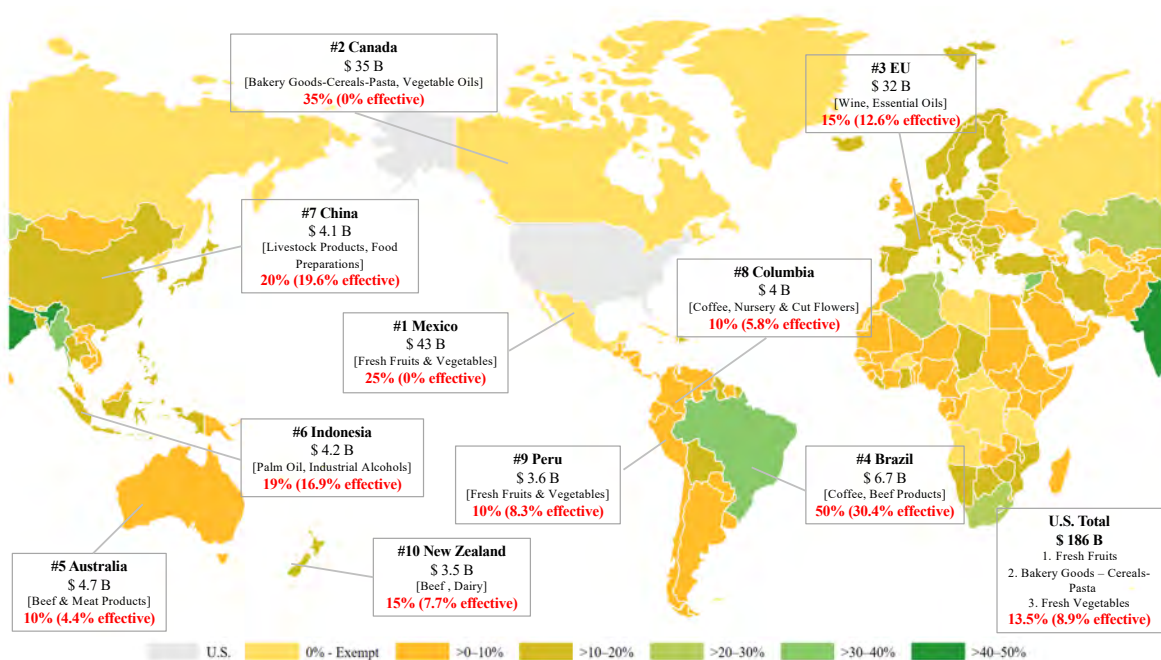 #2 Canada
$ 35 B
[Bakery Goods-Cereals-Pasta, Vegetable Oils]
35% (0% effective)
#3 EU
$ 32 B
[Wine, Essential Oils]
15% (12.6% effective)
#7 China
$ 4.1 B
[Livestock Products, Food
Preparations]
20% (19.6% effective)
#8 Columbia
$ 4 B
[Coffee, Nursery & Cut Flowers]
10% (5.8% effective)
#1 Mexico
$ 43 B
[Fresh Fruits & Vegetables]
25% (0% effective)
#6 Indonesia
$ 4.2 B
[Palm Oil, Industrial Alcohols]
19% (16.9% effective)
#9 Peru
$ 3.6 B
[Fresh Fruits & Vegetables]
10% (8.3% effective)
#4 Brazil
$ 6.7 B
[Coffee, Beef Products]
50% (30.4% effective)
U.S. Total
$ 186 B
1. Fresh Fruits
2. Bakery Goods – Cereals-
Pasta
3. Fresh Vegetables
13.5% (8.9% effective)
#5 Australia
$ 4.7 B
[Beef & Meat Products]
10% (4.4% effective)
#10 New Zealand
$ 3.5 B
[Beef , Dairy]
15% (7.7% effective)
U.S.
0% - Exempt
>0–10%
>10–20%
>20–30%
>30–40%
>40–50%